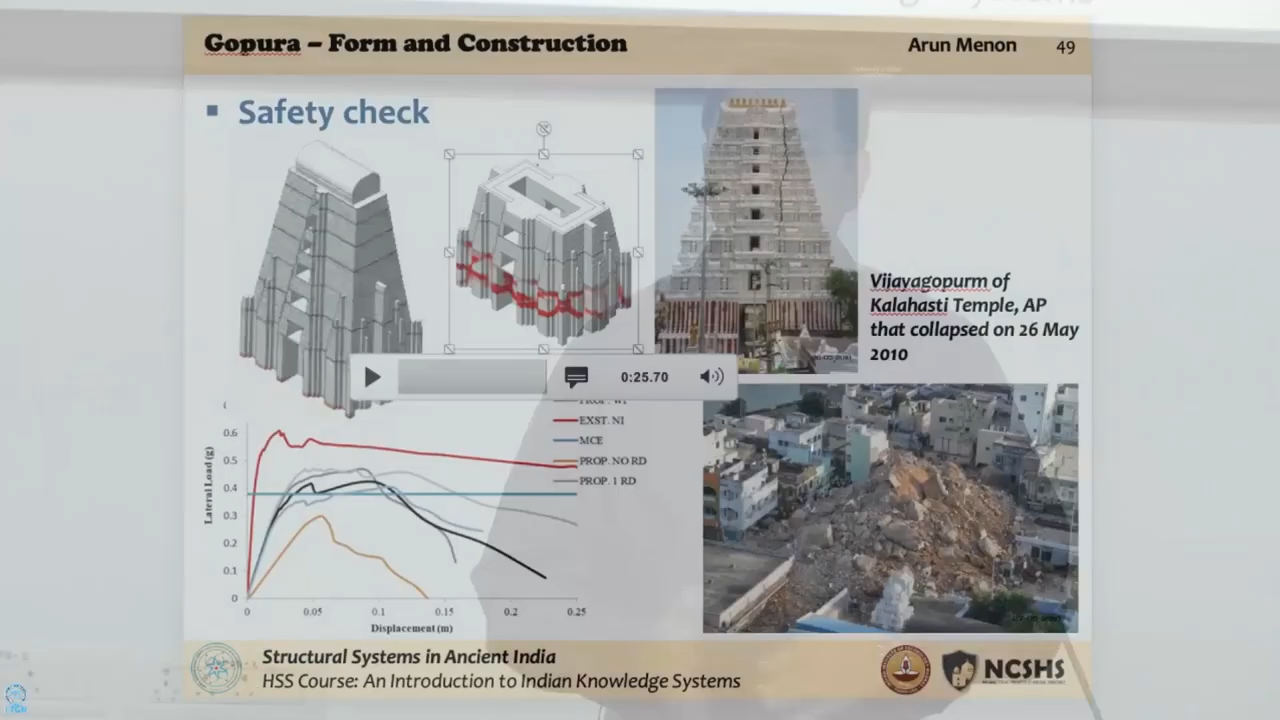 Gopura – Form and Construction
Arun Menon 49
Safety check
Vijayagopurm of
Kalahasti Temple, AP
that collapsed on 26 May
2010
0:25.70
EXST. NI
MCE
PROP. NO RD
PROP. 1 RD
Lateral Load (g)
0.6
0.5
0.4
0.3
0.2
0.1
0
0 0.05 0.1 0.15 0.2 0.25
Displacement (m)
Structural Systems in Ancient India
HSS Course: An Introduction to Indian Knowledge Systems
NCSHS